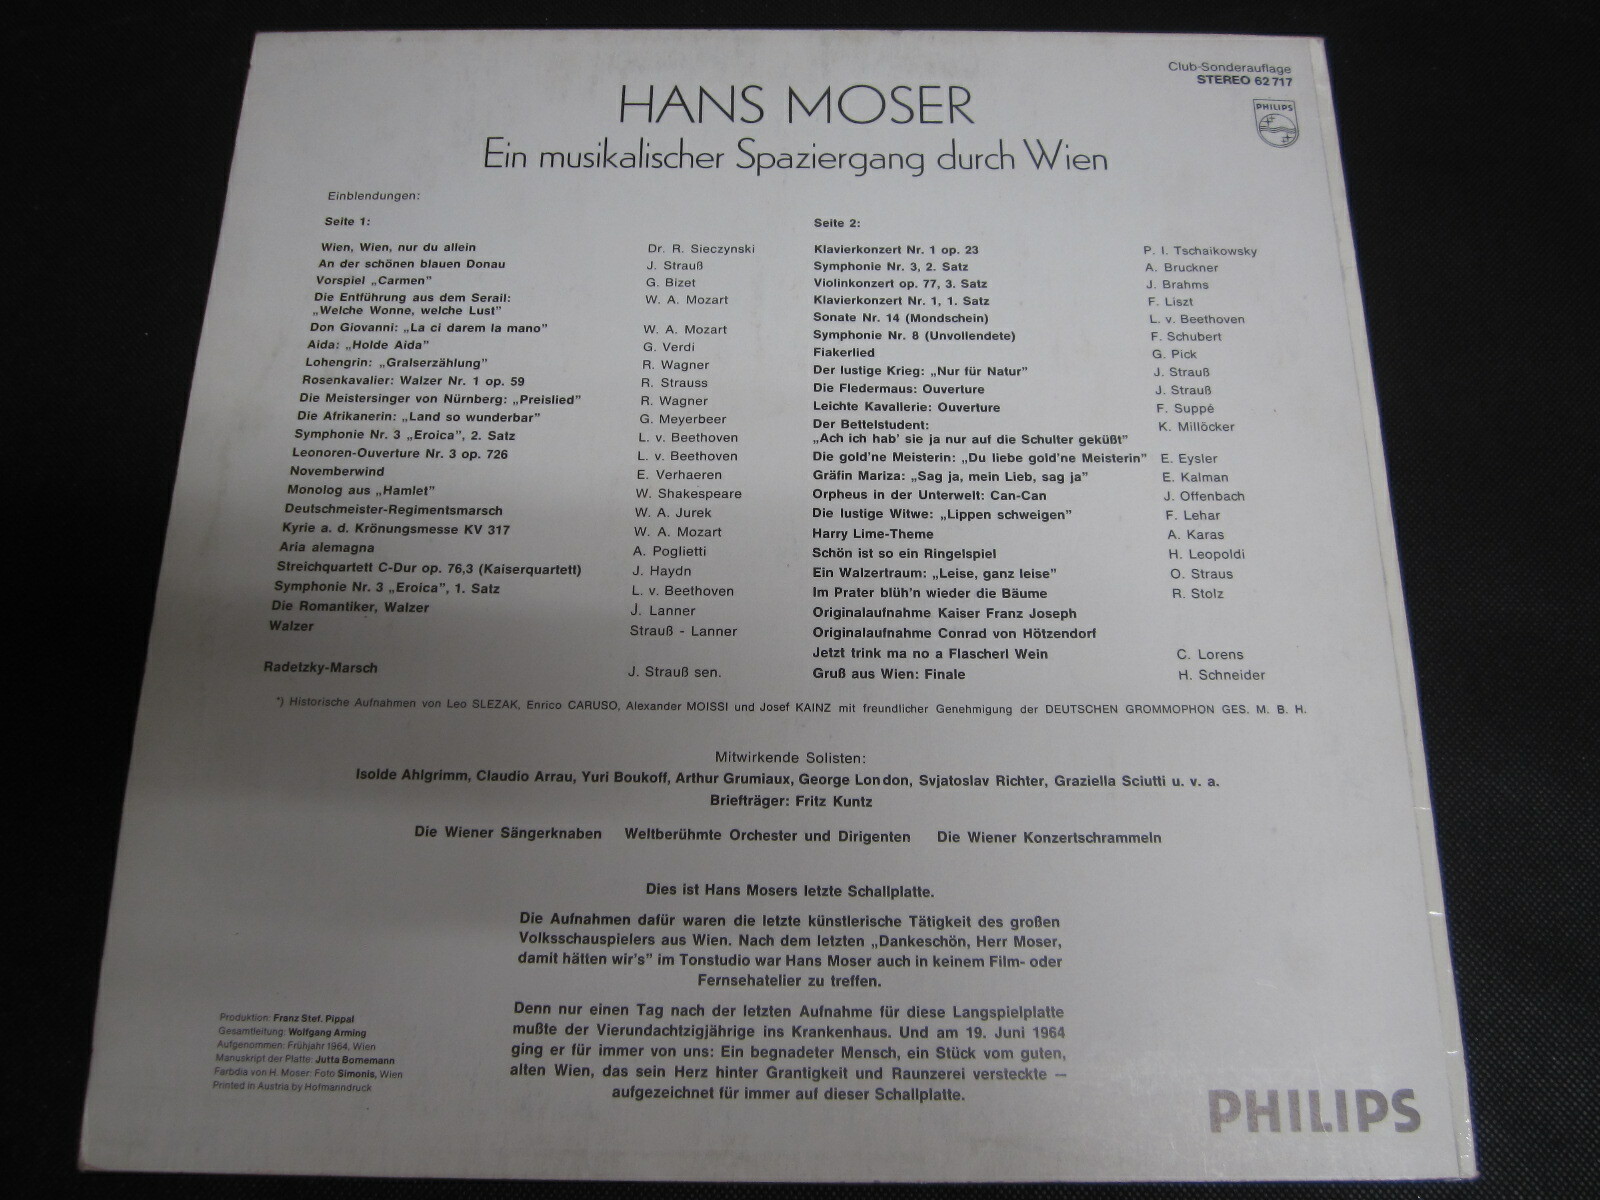 Club-Sonderauflage
STEREO 62 717
PHILIPS
HANS MOSER
Ein musikalischer Spaziergang durch Wien
Einblendungen:
Seite 1:
Wien, Wien, nur du allein Dr. R. Sieczynski
An der schönen blauen Donau J. Strauß
Vorspiel „Carmen” G. Bizet
Die Entführung aus dem Serail: W. A. Mozart
„Welche Wonne, welche Lust”
Don Giovanni: „La ci darem la mano” W. A. Mozart
Aida: „Holde Aida” G. Verdi
Lohengrin: „Gralserzählung” R. Wagner
Rosenkavalier: Walzer Nr. 1 op. 59 R. Strauss
Die Meistersinger von Nürnberg: „Preislied” R. Wagner
Die Afrikanerin: „Land so wunderbar” G. Meyerbeer
Symphonie Nr. 3 „Eroica”, 2. Satz L. v. Beethoven
Leonoren-Ouverture Nr. 3 op. 726 L. v. Beethoven
Novemberwind E. Verhaeren
Monolog aus „Hamlet” W. Shakespeare
Deutschmeister-Regimentsmarsch W. A. Jurek
Kyrie a. d. Krönungsmesse KV 317 W. A. Mozart
Aria alemagna A. Poglietti
Streichquartett C-Dur op. 76,3 (Kaiserquartett) J. Haydn
Symphonie Nr. 3 „Eroica”, 1. Satz L. v. Beethoven
Die Romantiker, Walzer J. Lanner
Walzer Strauß - Lanner
Radetzky-Marsch J. Strauß sen.
Seite 2:
Klavierkonzert Nr. 1 op. 23 P. I. Tschaikowsky
Symphonie Nr. 3, 2. Satz A. Bruckner
Violinkonzert op. 77, 3. Satz J. Brahms
Klavierkonzert Nr. 1, 1. Satz F. Liszt
Sonate Nr. 14 (Mondschein) L. v. Beethoven
Symphonie Nr. 8 (Unvollendete) F. Schubert
Fiakerlied G. Pick
Der lustige Krieg: „Nur für Natur” J. Strauß
Die Fledermaus: Ouverture J. Strauß
Leichte Kavallerie: Ouverture F. Suppé
Der Bettelstudent: K. Millöcker
„Ach ich hab' sie ja nur auf die Schulter geküßt”
Die gold'ne Meisterin: „Du liebe gold'ne Meisterin” E. Eysler
Gräfin Mariza: „Sag ja, mein Lieb, sag ja” E. Kalman
Orpheus in der Unterwelt: Can-Can J. Offenbach
Die lustige Witwe: „Lippen schweigen” F. Lehar
Harry Lime-Theme A. Karas
Schön ist so ein Ringelspiel H. Leopoldi
Ein Walzertraum: „Leise, ganz leise” O. Straus
Im Prater blüh'n wieder die Bäume R. Stolz
Originalaufnahme Kaiser Franz Joseph
Originalaufnahme Conrad von Hötzendorf
Jetzt trink ma no a Flascherl Wein C. Lorens
Gruß aus Wien: Finale H. Schneider
*) Historische Aufnahmen von Leo SLEZAK, Enrico CARUSO, Alexander MOISSI und Josef KAINZ mit freundlicher Genehmigung der DEUTSCHEN GROMMOPHON GES. M. B. H.
Mitwirkende Solisten:
Isolde Ahlgrimm, Claudio Arrau, Yuri Boukoff, Arthur Grumiaux, George London, Svjatoslav Richter, Graziella Sciutti u. v. a.
Briefträger: Fritz Kuntz
Die Wiener Sängerknaben Weltberühmte Orchester und Dirigenten Die Wiener Konzertschrammeln
Dies ist Hans Mosers letzte Schallplatte.
Die Aufnahmen dafür waren die letzte künstlerische Tätigkeit des großen
Volksschauspielers aus Wien. Nach dem letzten „Dankeschön, Herr Moser,
damit hätten wir's” im Tonstudio war Hans Moser auch in keinem Film- oder
Fernsehatelier zu treffen.
Denn nur einen Tag nach der letzten Aufnahme für diese Langspielplatte
mußte der Vierundachtzigjährige ins Krankenhaus. Und am 19. Juni 1964
ging er für immer von uns: Ein begnadeter Mensch, ein Stück vom guten,
alten Wien, das sein Herz hinter Grantigkeit und Raunzerei versteckte —
aufgezeichnet für immer auf dieser Schallplatte.
Produktion: Franz Stef. Pippal
Gesamtleitung: Wolfgang Arming
Aufgenommen: Frühjahr 1964, Wien
Manuskript der Platte: Jutta Bornemann
Farbdia von H. Moser: Foto Simonis, Wien
Printed in Austria by Hofmanndruck
PHILIPS